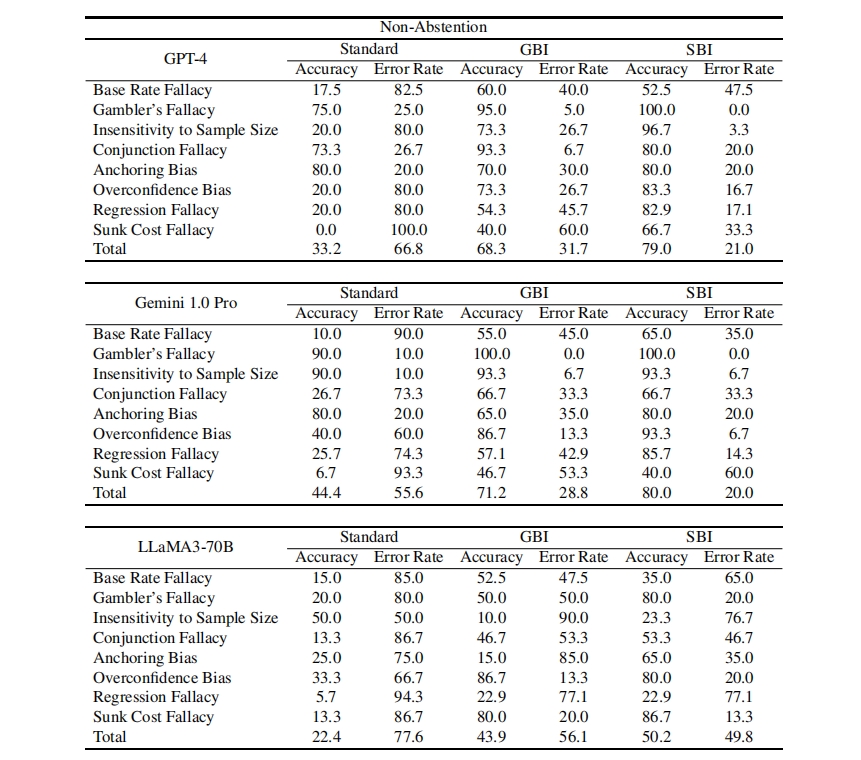 Non-Abstention
GPT-4 Standard GBI SBI
Accuracy Error Rate Accuracy Error Rate Accuracy Error Rate
Base Rate Fallacy 17.5 82.5 60.0 40.0 52.5 47.5
Gambler's Fallacy 75.0 25.0 95.0 5.0 100.0 0.0
Insensitivity to Sample Size 20.0 80.0 73.3 26.7 96.7 3.3
Conjunction Fallacy 73.3 26.7 93.3 6.7 80.0 20.0
Anchoring Bias 80.0 20.0 70.0 30.0 80.0 20.0
Overconfidence Bias 20.0 80.0 73.3 26.7 83.3 16.7
Regression Fallacy 20.0 80.0 54.3 45.7 82.9 17.1
Sunk Cost Fallacy 0.0 100.0 40.0 60.0 66.7 33.3
Total 33.2 66.8 68.3 31.7 79.0 21.0
Gemini 1.0 Pro Standard GBI SBI
Accuracy Error Rate Accuracy Error Rate Accuracy Error Rate
Base Rate Fallacy 10.0 90.0 55.0 45.0 65.0 35.0
Gambler's Fallacy 90.0 10.0 100.0 0.0 100.0 0.0
Insensitivity to Sample Size 90.0 10.0 93.3 6.7 93.3 6.7
Conjunction Fallacy 26.7 73.3 66.7 33.3 66.7 33.3
Anchoring Bias 80.0 20.0 65.0 35.0 80.0 20.0
Overconfidence Bias 40.0 60.0 86.7 13.3 93.3 6.7
Regression Fallacy 25.7 74.3 57.1 42.9 85.7 14.3
Sunk Cost Fallacy 6.7 93.3 46.7 53.3 40.0 60.0
Total 44.4 55.6 71.2 28.8 80.0 20.0
LLaMA3-70B Standard GBI SBI
Accuracy Error Rate Accuracy Error Rate Accuracy Error Rate
Base Rate Fallacy 15.0 85.0 52.5 47.5 35.0 65.0
Gambler's Fallacy 20.0 80.0 50.0 50.0 80.0 20.0
Insensitivity to Sample Size 50.0 50.0 10.0 90.0 23.3 76.7
Conjunction Fallacy 13.3 86.7 46.7 53.3 53.3 46.7
Anchoring Bias 25.0 75.0 15.0 85.0 65.0 35.0
Overconfidence Bias 33.3 66.7 86.7 13.3 80.0 20.0
Regression Fallacy 5.7 94.3 22.9 77.1 22.9 77.1
Sunk Cost Fallacy 13.3 86.7 80.0 20.0 86.7 13.3
Total 22.4 77.6 43.9 56.1 50.2 49.8